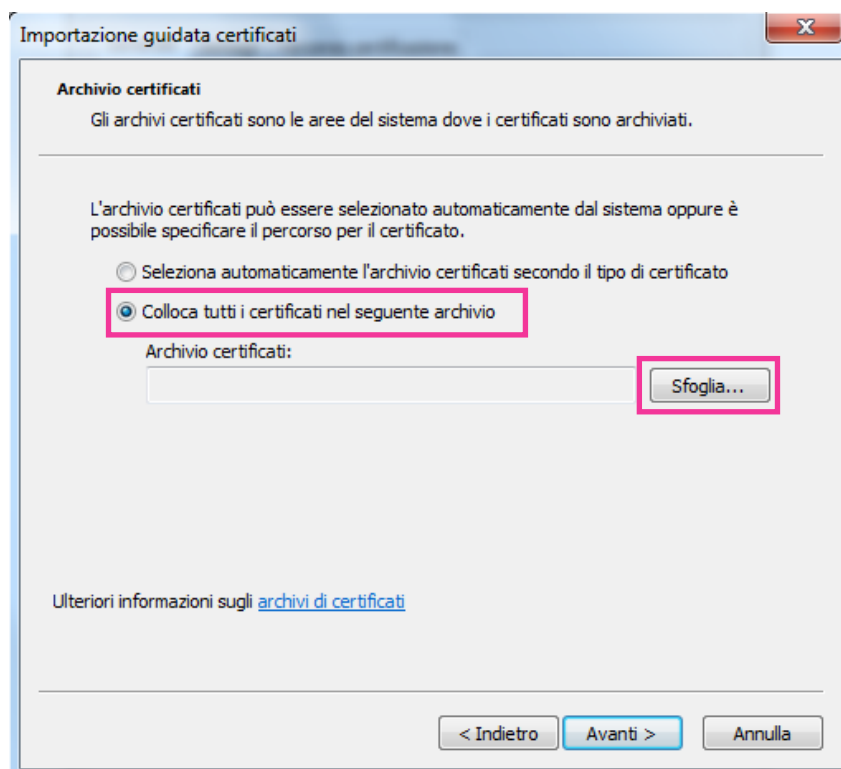 Importazione guidata certificati
Archivio certificati
Gli archivi certificati sono le aree del sistema dove i certificati sono archiviati.
L'archivio certificati può essere selezionato automaticamente dal sistema oppure è
possibile specificare il percorso per il certificato.
Seleziona automaticamente l'archivio certificati secondo il tipo di certificato
Colloca tutti i certificati nel seguente archivio
Archivio certificati:
Sfoglia...
Ulteriori informazioni sugli archivi di certificati
< Indietro
Avanti >
Annulla